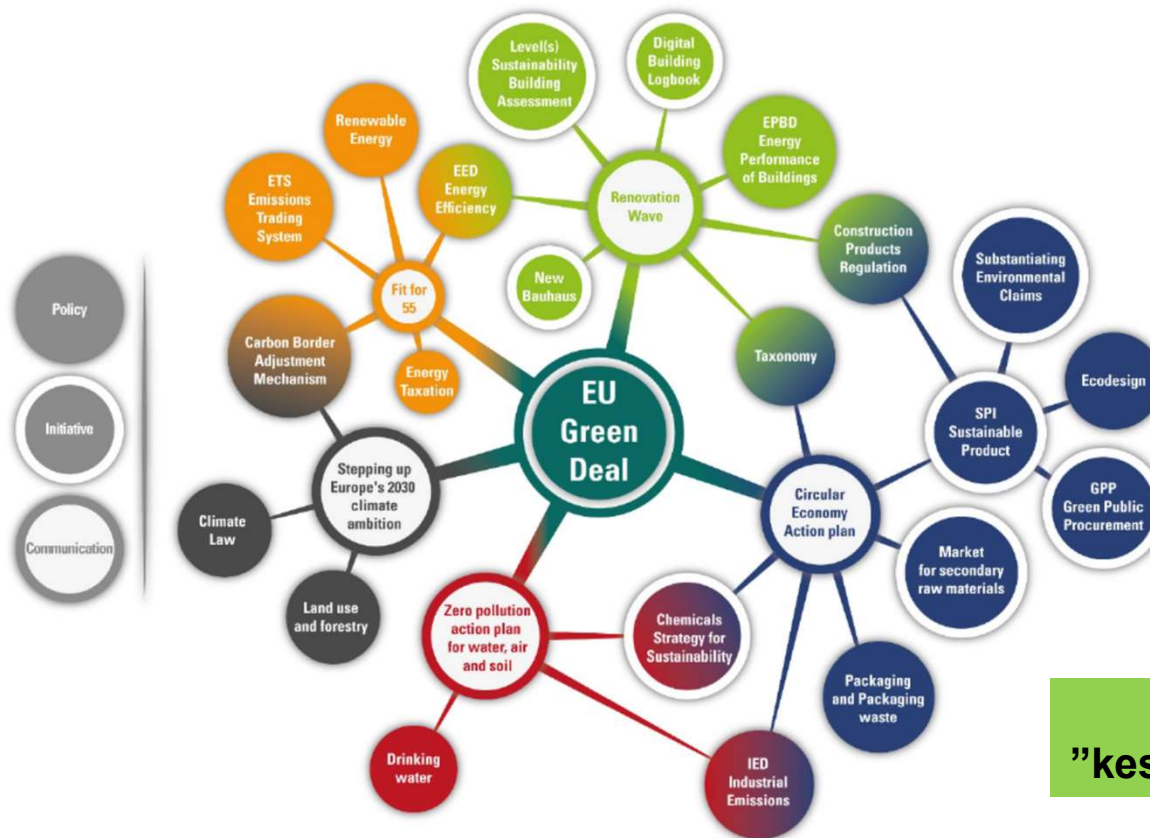 Policy
Initiative
Communication
Level(s)
Sustainability
Building
Assessment
Digital
Building
Logbook
Renewable
Energy
EPBD
Energy
Performance
of Buildings
ETS
Emissions
Trading
System
EED
Energy
Efficiency
Renovation
Wave
Construction
Products
Regulation
Substantiating
Environmental
Claims
New
Bauhaus
Fit for
55
Carbon Border
Adjustment
Mechanism
Energy
Taxation
Taxonomy
Ecodesign
EU
Green
Deal
SPI
Sustainable
Product
Stepping up
Europe's 2030
climate
ambition
Circular
Economy
Action plan
GPP
Green Public
Procurement
Climate
Law
Market
for secondary
raw materials
Land use
and forestry
Zero pollution
action plan
for water, air
and soil
Chemicals
Strategy for
Sustainability
Packaging
and Packaging
waste
Drinking
water
IED
Industrial
Emissions